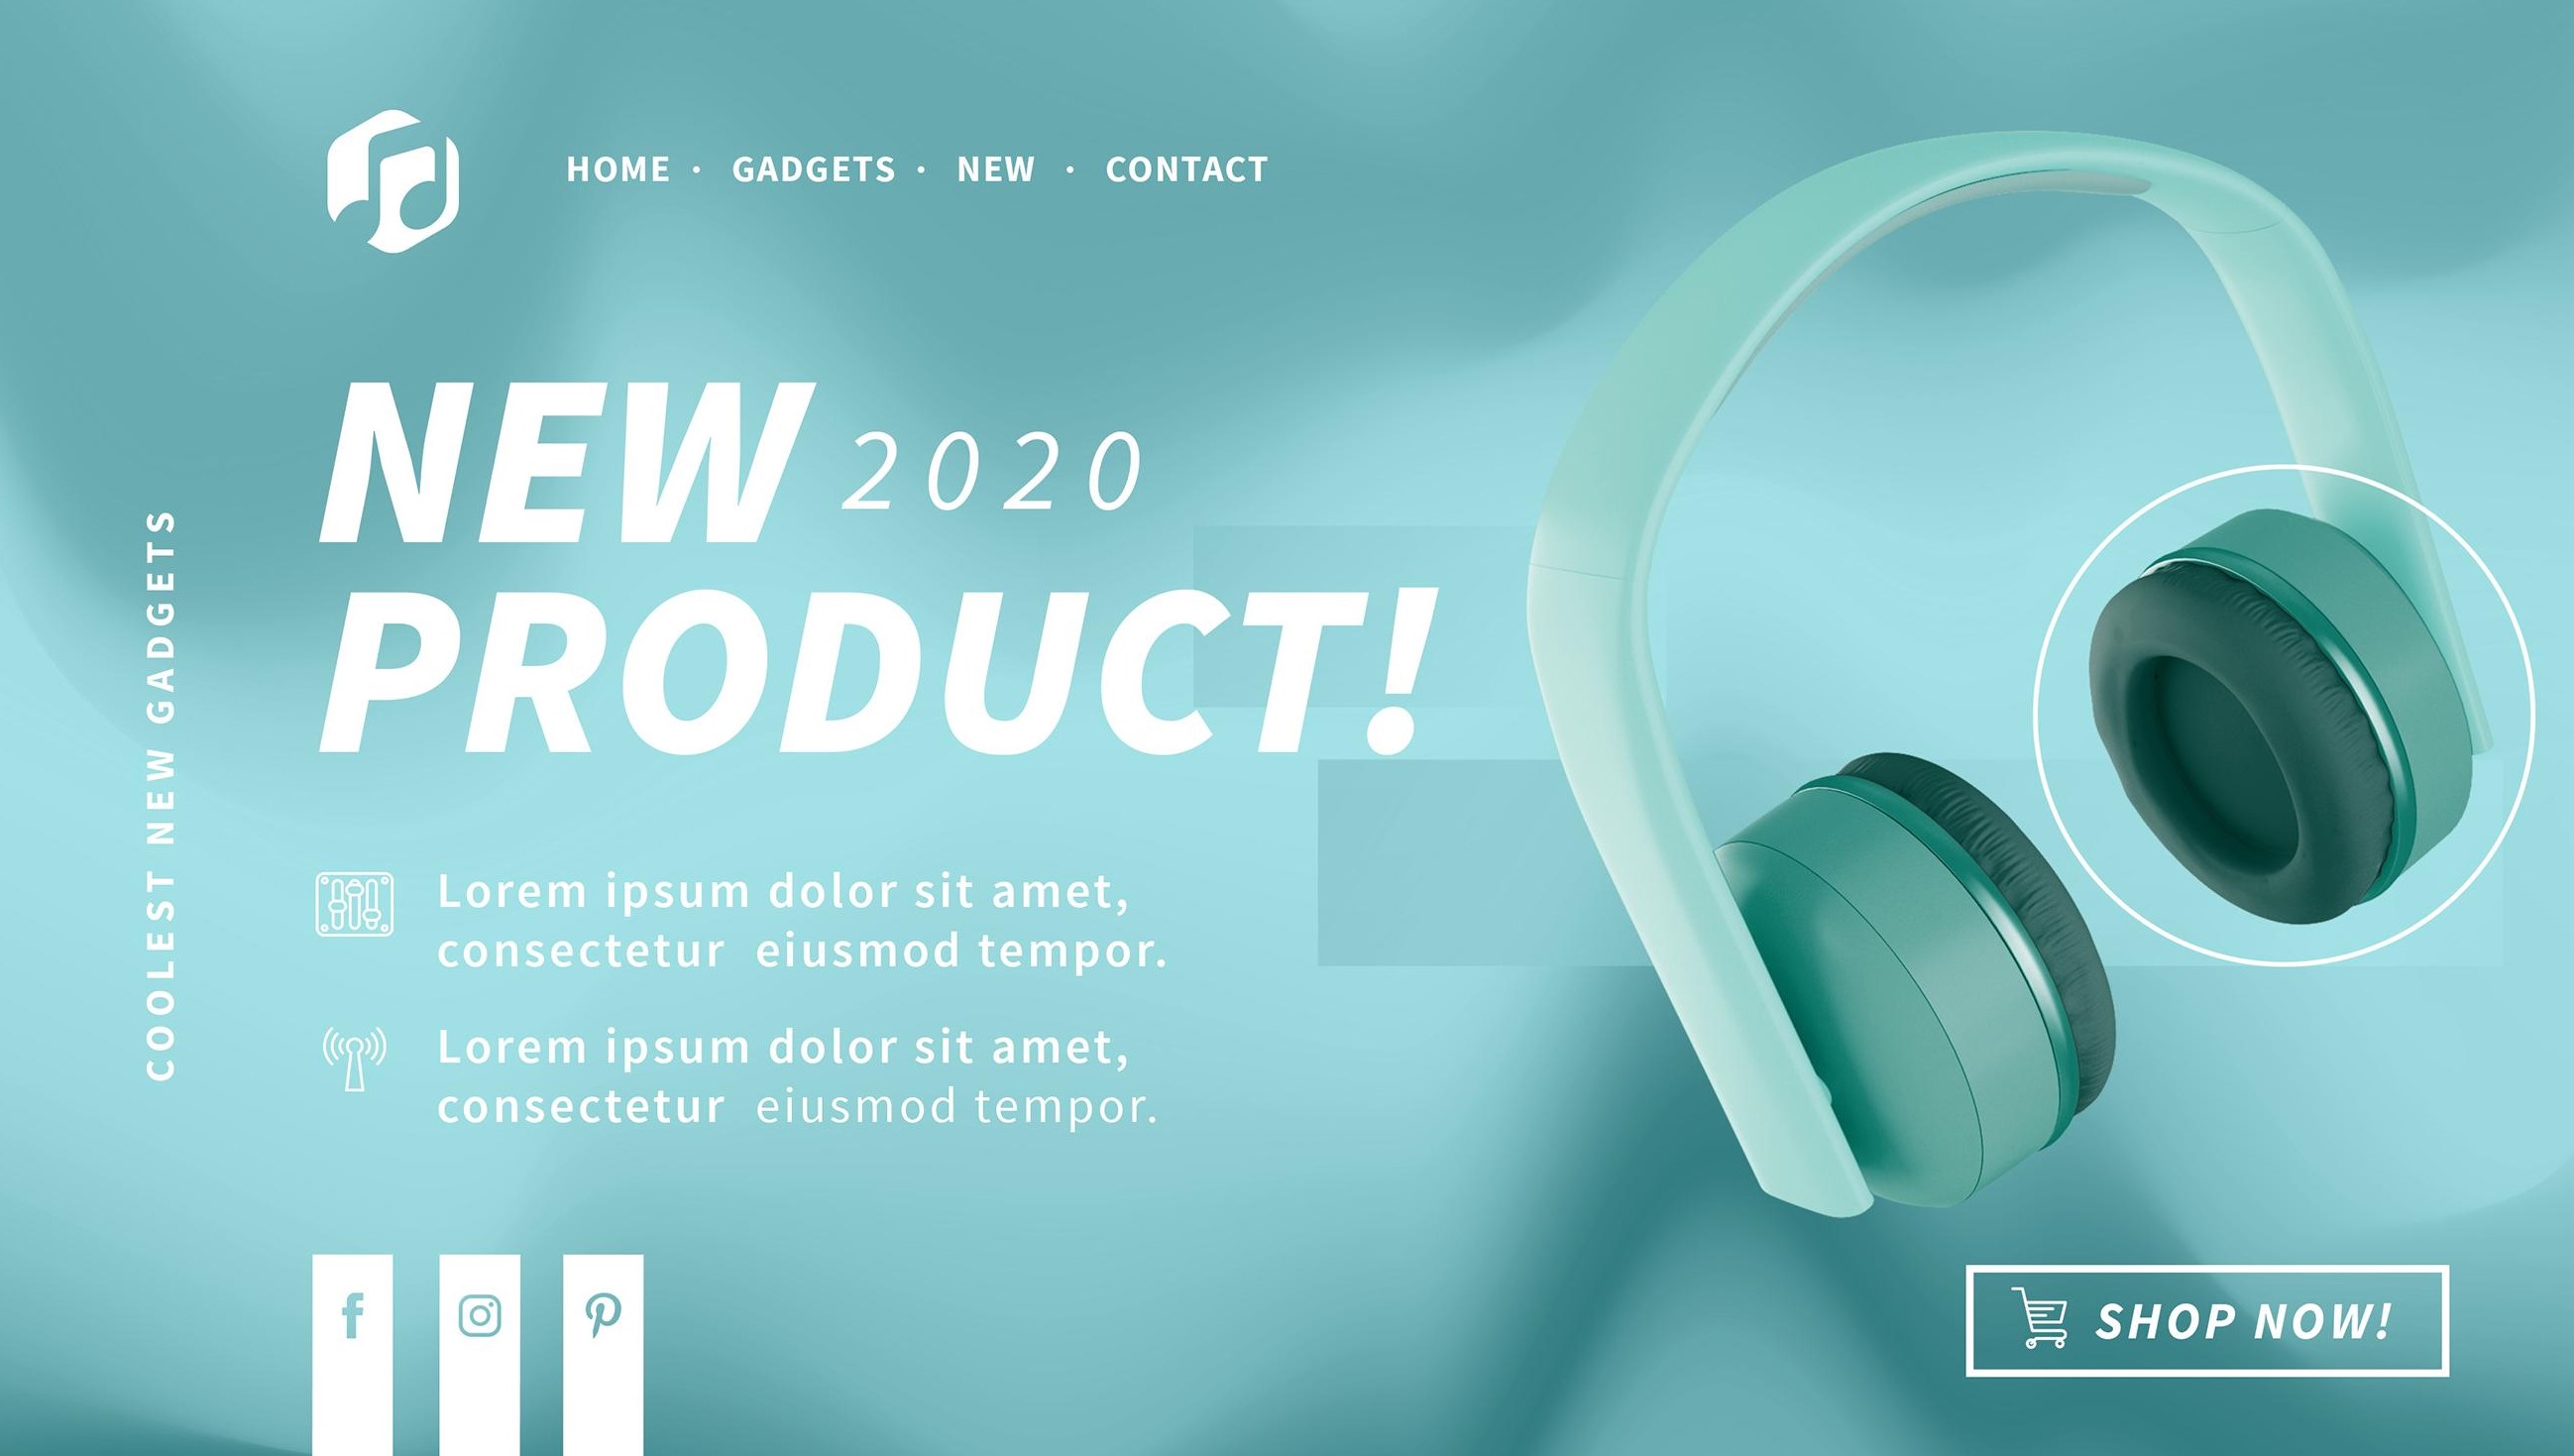 HOME • GADGETS • NEW • CONTACT
NEW 2020
PRODUCT!
COOLEST NEW GADGETS
Lorem ipsum dolor sit amet,
consectetur eiusmod tempor.
Lorem ipsum dolor sit amet,
consectetur eiusmod tempor.
SHOP NOW!